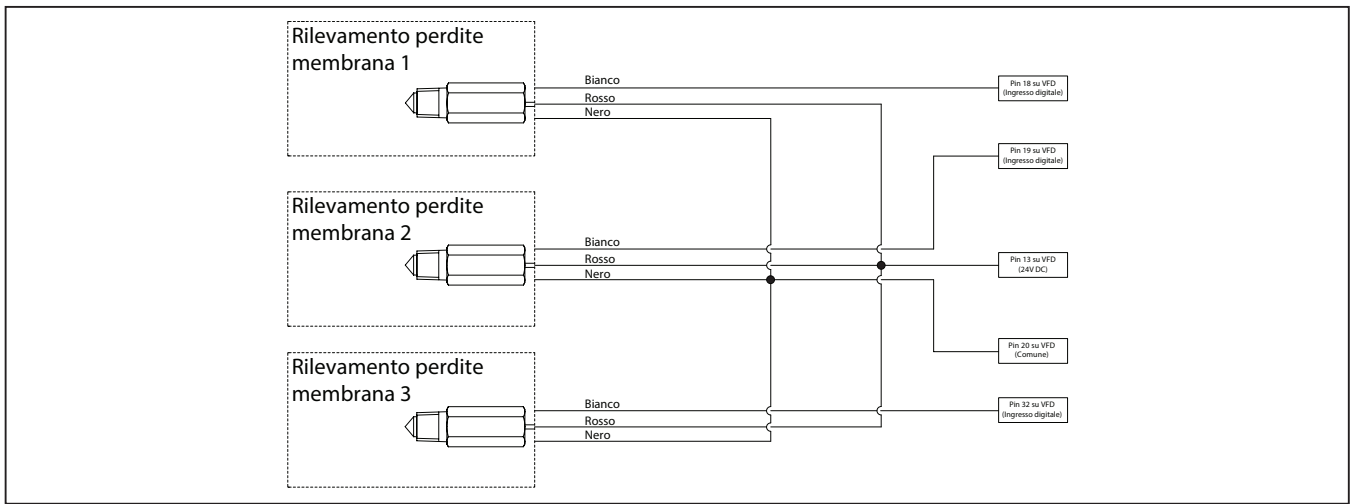 Rilevamento perdite
membrana 1
Bianco
Rosso
Nero
Pin 18 su VFD
(Ingresso digitale)
Pin 19 su VFD
(Ingresso digitale)
Rilevamento perdite
membrana 2
Bianco
Rosso
Nero
Pin 13 su VFD
(24V DC)
Pin 20 su VFD
(Comune)
Rilevamento perdite
membrana 3
Bianco
Rosso
Nero
Pin 32 su VFD
(Ingresso digitale)